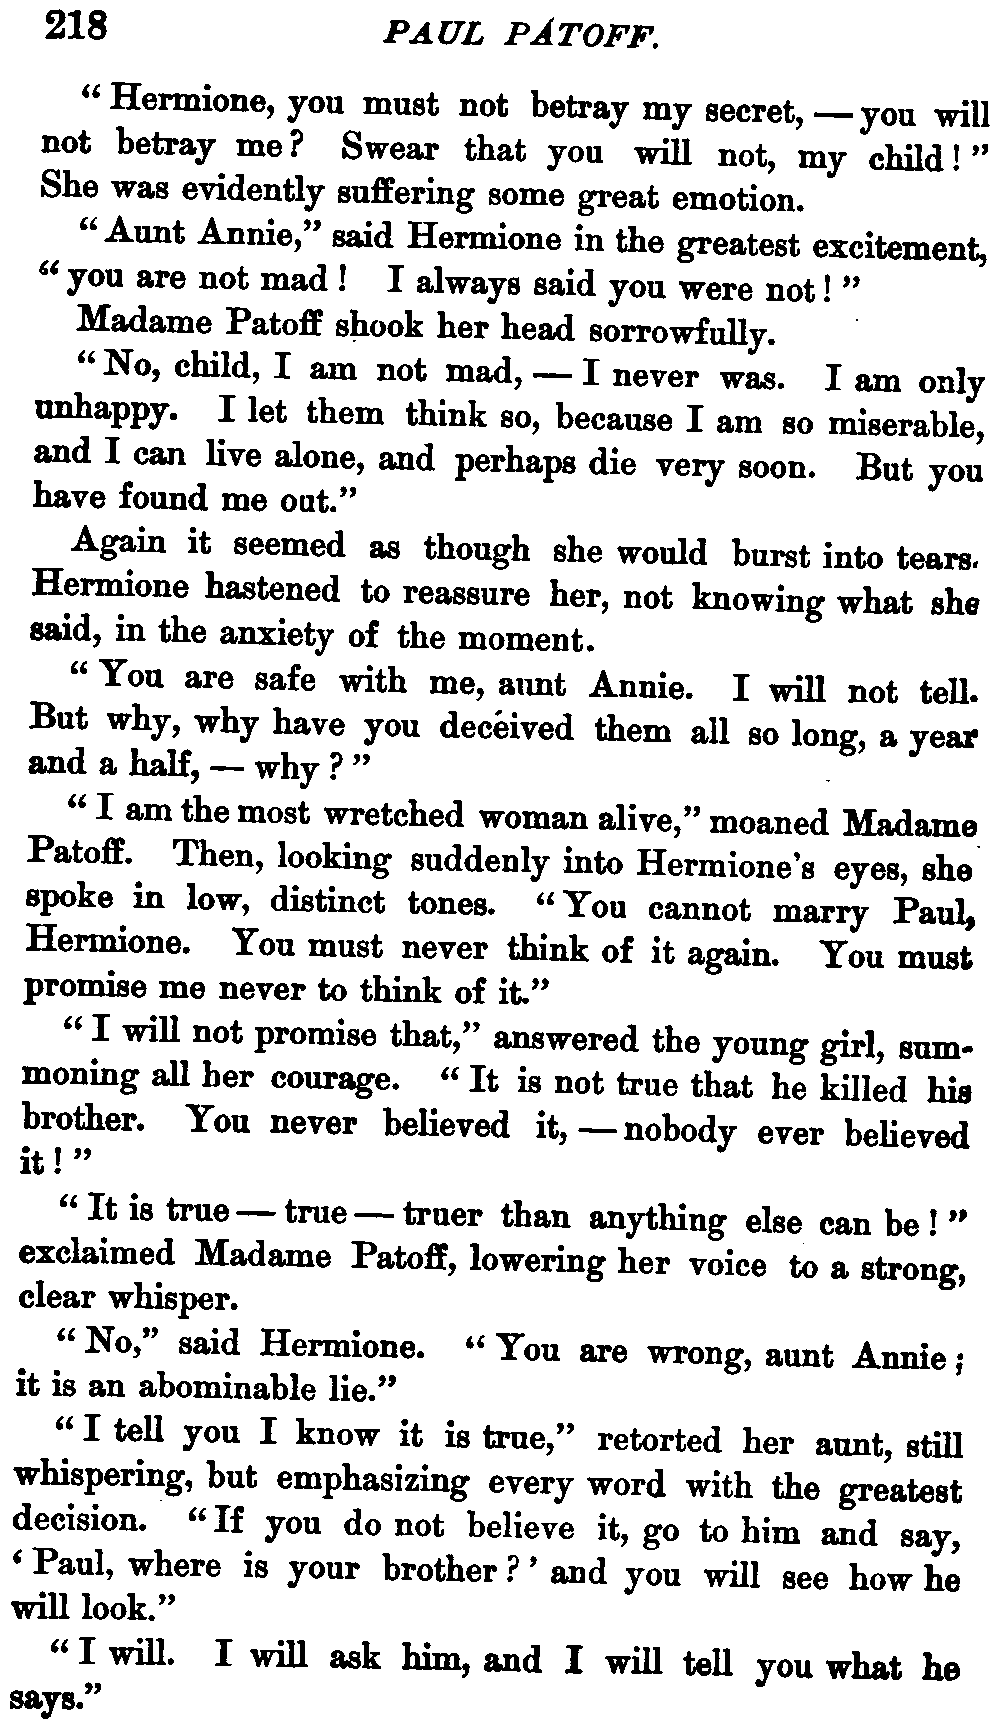 218 PAUL PÁTOFF.
“ Hermione, you must not betray my secret, — you will
not betray me? Swear that you will not, my child! ”
She was evidently suffering some great emotion.
“Aunt Annie,” said Hermione in the greatest excitement,
“you are not mad! I always said you were not! ”
Madame Patoff shook her head sorrowfully.
“No, child, I am not mad, — I never was. I am only
unhappy. I let them think so, because I am so miserable,
and I can live alone, and perhaps die very soon. But you
have found me out.”
Again it seemed as though she would burst into tears.
Hermione hastened to reassure her, not knowing what she
said, in the anxiety of the moment.
“ You are safe with me, aunt Annie. I will not tell.
But why, why have you deceived them all so long, a year
and a half, — why? ”
“ I am the most wretched woman alive,” moaned Madame
Patoff. Then, looking suddenly into Hermione's eyes, she
spoke in low, distinct tones. “ You cannot marry Paul,
Hermione. You must never think of it again. You must
promise me never to think of it.”
“ I will not promise that,” answered the young girl, sum-
moning all her courage. “ It is not true that he killed his
brother. You never believed it, — nobody ever believed
it! ”
“ It is true — true — truer than anything else can be! ”
exclaimed Madame Patoff, lowering her voice to a strong,
clear whisper.
“ No,” said Hermione. “ You are wrong, aunt Annie;
it is an abominable lie.”
“ I tell you I know it is true,” retorted her aunt, still
whispering, but emphasizing every word with the greatest
decision. “If you do not believe it, go to him and say,
‘ Paul, where is your brother? ’ and you will see how he
will look.”
“ I will. I will ask him, and I will tell you what he
says.”